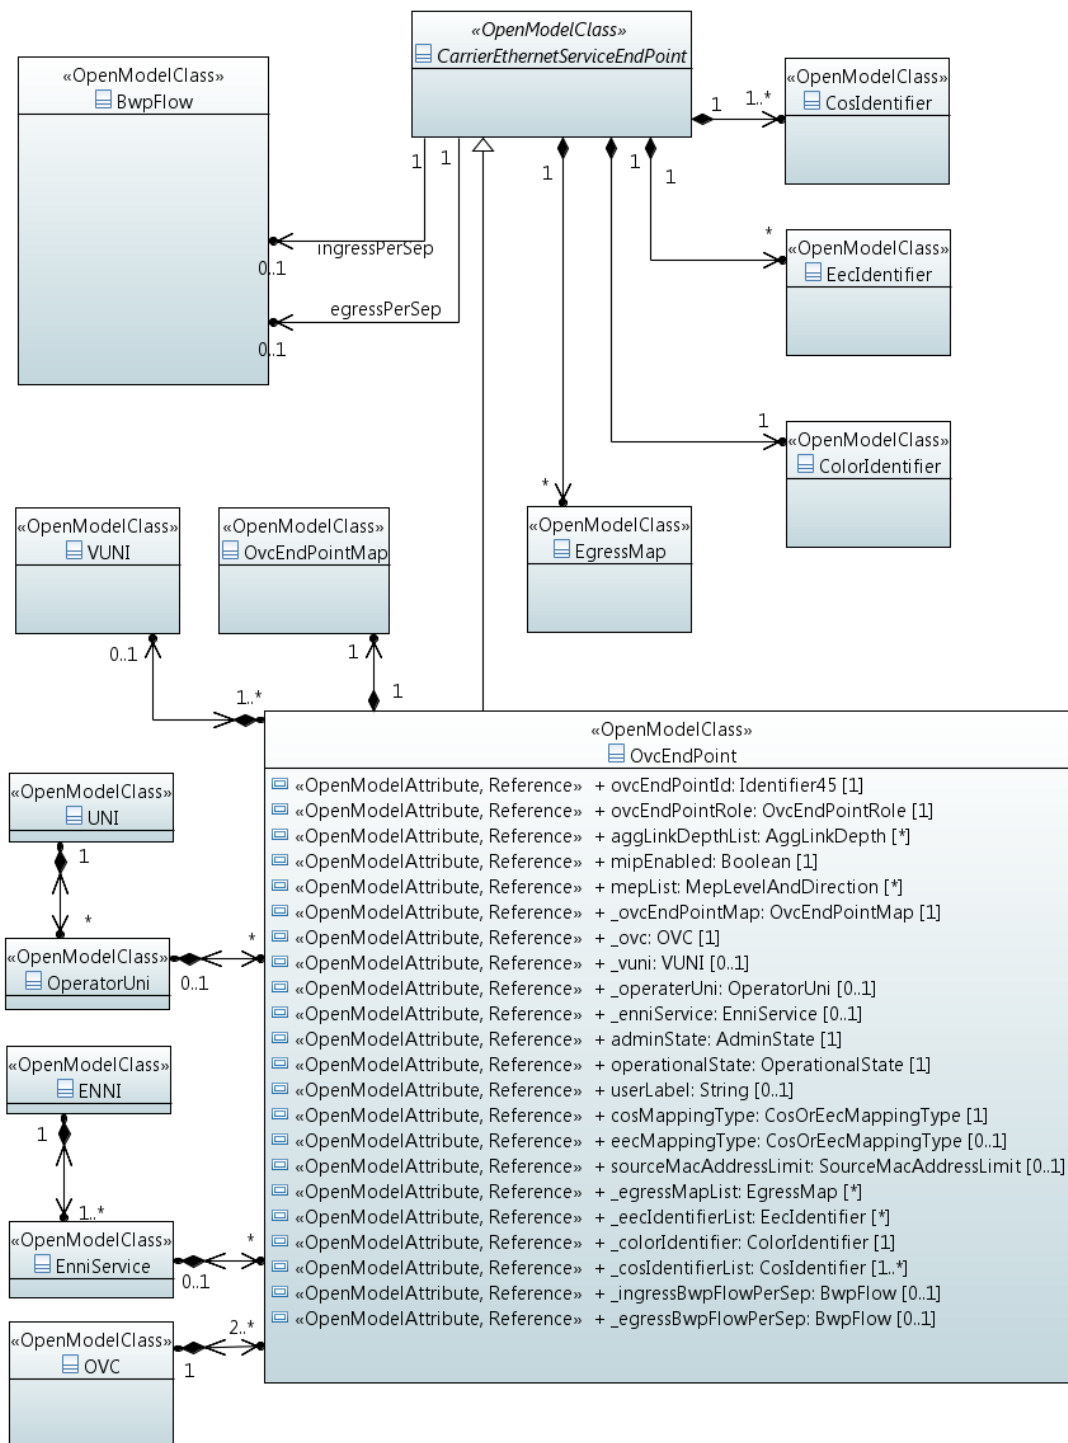 «OpenModelClass»
CarrierEthernetServiceEndPoint
«OpenModelClass»
BwpFlow
«OpenModelClass»
CosIdentifier
1
1..*
1
1
1
1
1
«OpenModelClass»
EecIdentifier
*
ingressPerSep
0..1
egressPerSep
0..1
«OpenModelClass»
ColorIdentifier
1
*
«OpenModelClass»
EgressMap
«OpenModelClass»
VUNI
«OpenModelClass»
OvcEndPointMap
0..1
1
1..*
1
«OpenModelClass»
OvcEndPoint
«OpenModelAttribute, Reference» + ovcEndPointId: Identifier45 [1]
«OpenModelAttribute, Reference» + ovcEndPointRole: OvcEndPointRole [1]
«OpenModelAttribute, Reference» + aggLinkDepthList: AggLinkDepth [*]
«OpenModelAttribute, Reference» + mipEnabled: Boolean [1]
«OpenModelAttribute, Reference» + mepList: MepLevelAndDirection [*]
«OpenModelAttribute, Reference» + _ovcEndPointMap: OvcEndPointMap [1]
«OpenModelAttribute, Reference» + _ovc: OVC [1]
«OpenModelAttribute, Reference» + _vuni: VUNI [0..1]
«OpenModelAttribute, Reference» + _operaterUni: OperatorUni [0..1]
«OpenModelAttribute, Reference» + _enniService: EnniService [0..1]
«OpenModelAttribute, Reference» + adminState: AdminState [1]
«OpenModelAttribute, Reference» + operationalState: OperationalState [1]
«OpenModelAttribute, Reference» + userLabel: String [0..1]
«OpenModelAttribute, Reference» + cosMappingType: CosOrEecMappingType [1]
«OpenModelAttribute, Reference» + eecMappingType: CosOrEecMappingType [0..1]
«OpenModelAttribute, Reference» + sourceMacAddressLimit: SourceMacAddressLimit [0..1]
«OpenModelAttribute, Reference» + _egressMapList: EgressMap [*]
«OpenModelAttribute, Reference» + _eecIdentifierList: EecIdentifier [*]
«OpenModelAttribute, Reference» + _colorIdentifier: ColorIdentifier [1]
«OpenModelAttribute, Reference» + _cosIdentifierList: CosIdentifier [1..*]
«OpenModelAttribute, Reference» + _ingressBwpFlowPerSep: BwpFlow [0..1]
«OpenModelAttribute, Reference» + _egressBwpFlowPerSep: BwpFlow [0..1]
«OpenModelClass»
UNI
1
*
«OpenModelClass»
OperatorUni
*
0..1
«OpenModelClass»
ENNI
1
1..*
«OpenModelClass»
EnniService
*
0..1
«OpenModelClass»
OVC
2..*
1